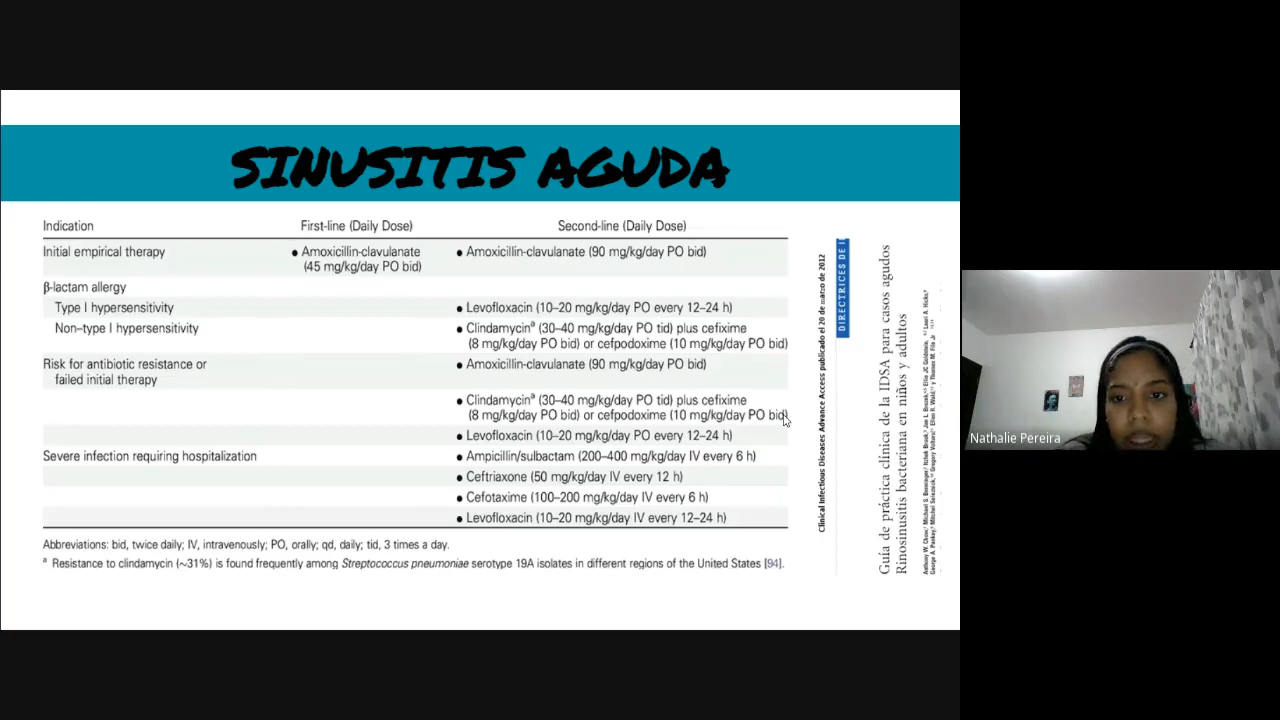 SINUSITIS AGUDA
Indication First-line (Daily Dose) Second-line (Daily Dose)
Initial empirical therapy • Amoxicillin-clavulanate • Amoxicillin-clavulanate (90 mg/kg/day PO bid)
(45 mg/kg/day PO bid)
β-lactam allergy
Type I hypersensitivity • Levofloxacin (10–20 mg/kg/day PO every 12–24 h)
Non–type I hypersensitivity • Clindamycinª (30–40 mg/kg/day PO tid) plus cefixime
(8 mg/kg/day PO bid) or cefpodoxime (10 mg/kg/day PO bid)
Risk for antibiotic resistance or • Amoxicillin-clavulanate (90 mg/kg/day PO bid)
failed initial therapy
• Clindamycinª (30–40 mg/kg/day PO tid) plus cefixime
(8 mg/kg/day PO bid) or cefpodoxime (10 mg/kg/day PO bid)
• Levofloxacin (10–20 mg/kg/day PO every 12–24 h)
Severe infection requiring hospitalization • Ampicillin/sulbactam (200–400 mg/kg/day IV every 6 h)
• Ceftriaxone (50 mg/kg/day IV every 12 h)
• Cefotaxime (100–200 mg/kg/day IV every 6 h)
• Levofloxacin (10–20 mg/kg/day IV every 12–24 h)
Abbreviations: bid, twice daily; IV, intravenously; PO, orally; qd, daily; tid, 3 times a day.
ª Resistance to clindamycin (~31%) is found frequently among Streptococcus pneumoniae serotype 19A isolates in different regions of the United States [94].
Clinical Infectious Diseases Advance Access publicado el 20 de marzo de 2012
DIRECTRICES DE I
Guía de práctica clínica de la IDSA para casos agudos
Rinosinusitis bacteriana en niños y adultos
Nathalie Pereira